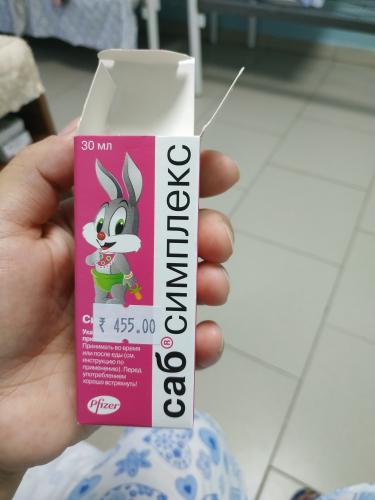 30 мл
саб® симплекс
₹ 455.00
Принимать во время
или после еды (см.
инструкцию по
применению). Перед
употреблением
хорошо встряхнуть!
Pfizer